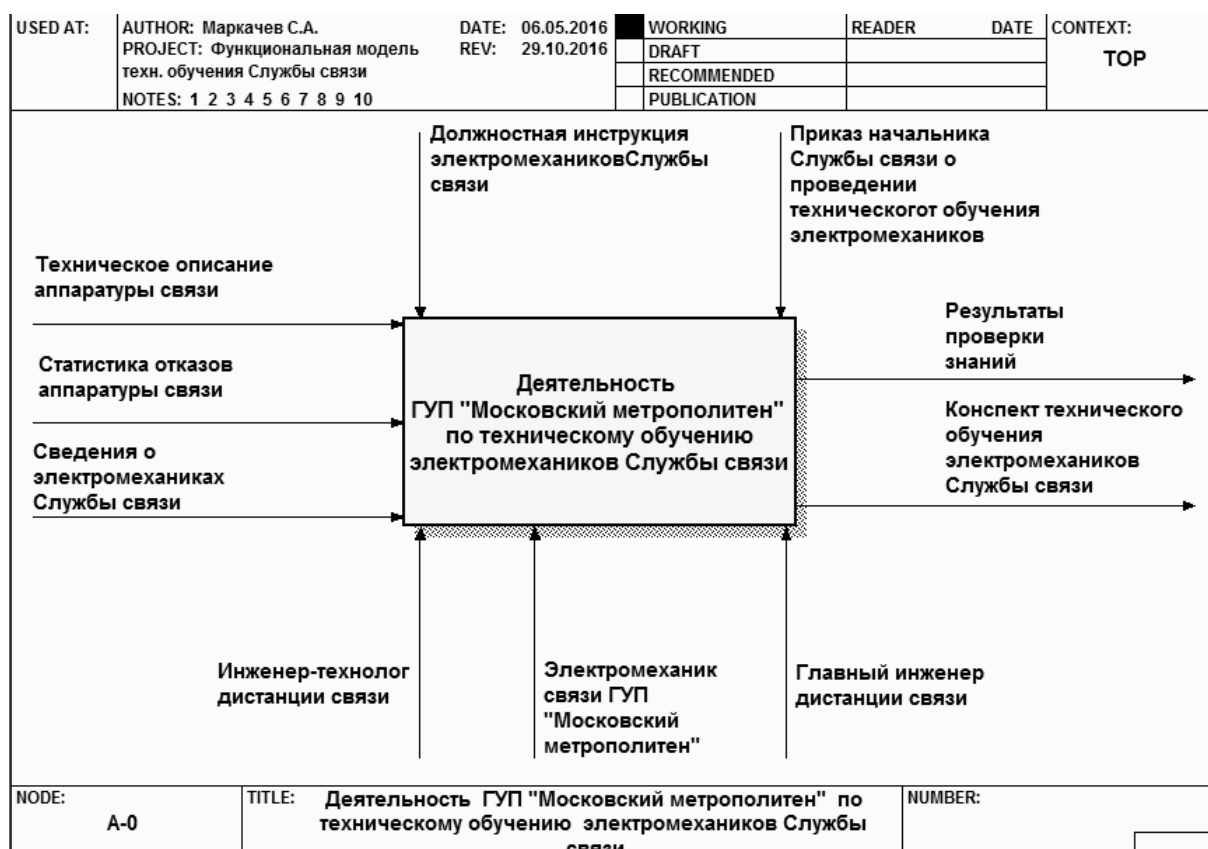 USED AT:
AUTHOR: Маркачев С.А.
DATE: 06.05.2016
PROJECT: Функциональная модель
REV: 29.10.2016
техн. обучения Службы связи
NOTES: 1 2 3 4 5 6 7 8 9 10
WORKING
DRAFT
RECOMMENDED
PUBLICATION
READER DATE
CONTEXT:
TOP
Должностная инструкция
электромеханиковСлужбы
связи
Приказ начальника
Службы связи о
проведении
техническогот обучения
электромехаников
Техническое описание
аппаратуры связи
Статистика отказов
аппаратуры связи
Сведения о
электромеханиках
Службы связи
Деятельность
ГУП "Московский метрополитен"
по техническому обучению
электромехаников Службы связи
Результаты
проверки
знаний
Конспект технического
обучения
электромехаников
Службы связи
Инженер-технолог
дистанции связи
Электромеханик
связи ГУП
"Московский
метрополитен"
Главный инженер
дистанции связи
NODE:
A-0
TITLE:
Деятельность ГУП "Московский метрополитен" по
техническому обучению электромехаников Службы
связи
NUMBER: